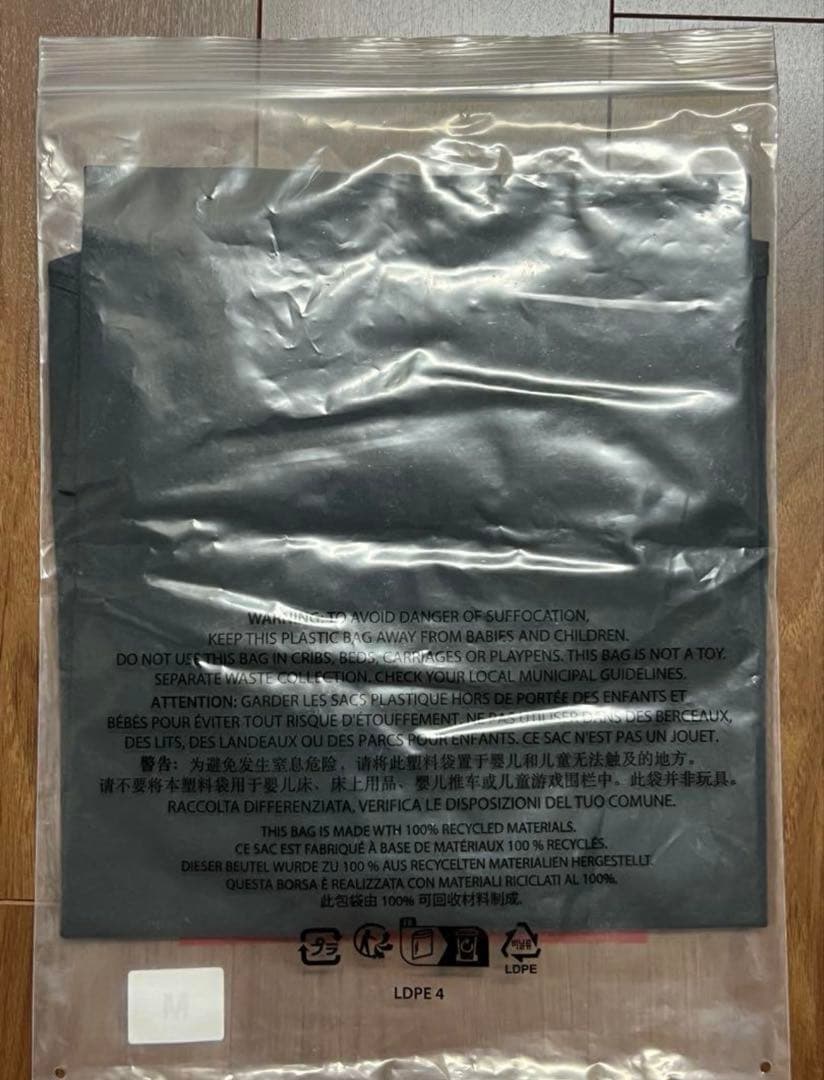 WARNING: TO AVOID DANGER OF SUFFOCATION,
KEEP THIS PLASTIC BAG AWAY FROM BABIES AND CHILDREN.
DO NOT USE THIS BAG IN CRIBS, BEDS, CARRIAGES OR PLAYPENS. THIS BAG IS NOT A TOY.
SEPARATE WASTE COLLECTION. CHECK YOUR LOCAL MUNICIPAL GUIDELINES.
ATTENTION: GARDER LES SACS PLASTIQUE HORS DE PORTÉE DES ENFANTS ET
BÉBÉS POUR ÉVITER TOUT RISQUE D'ÉTOUFFEMENT. NE PAS UTILISER DANS DES BERCEAUX,
DES LITS, DES LANDEAUX OU DES PARCS POUR ENFANTS. CE SAC N'EST PAS UN JOUET.
警告: 为避免发生窒息危险，请将此塑料袋置于婴儿和儿童无法触及的地方。
请不要将本塑料袋用于婴儿床、床上用品、婴儿推车或儿童游戏围栏中。此袋并非玩具。
RACCOLTA DIFFERENZIATA, VERIFICA LE DISPOSIZIONI DEL TUO COMUNE.
THIS BAG IS MADE WTH 100% RECYCLED MATERIALS.
CE SAC EST FABRIQUÉ À BASE DE MATÉRIAUX 100 % RECYCLÉS.
DIESER BEUTEL WURDE ZU 100 % AUS RECYCELTEN MATERIALIEN HERGESTELLT.
QUESTA BORSA È REALIZZATA CON MATERIALI RICICLATI AL 100%.
此包袋由 100% 可回收材料制成.
プラ
LDPE
LDPE 4
M